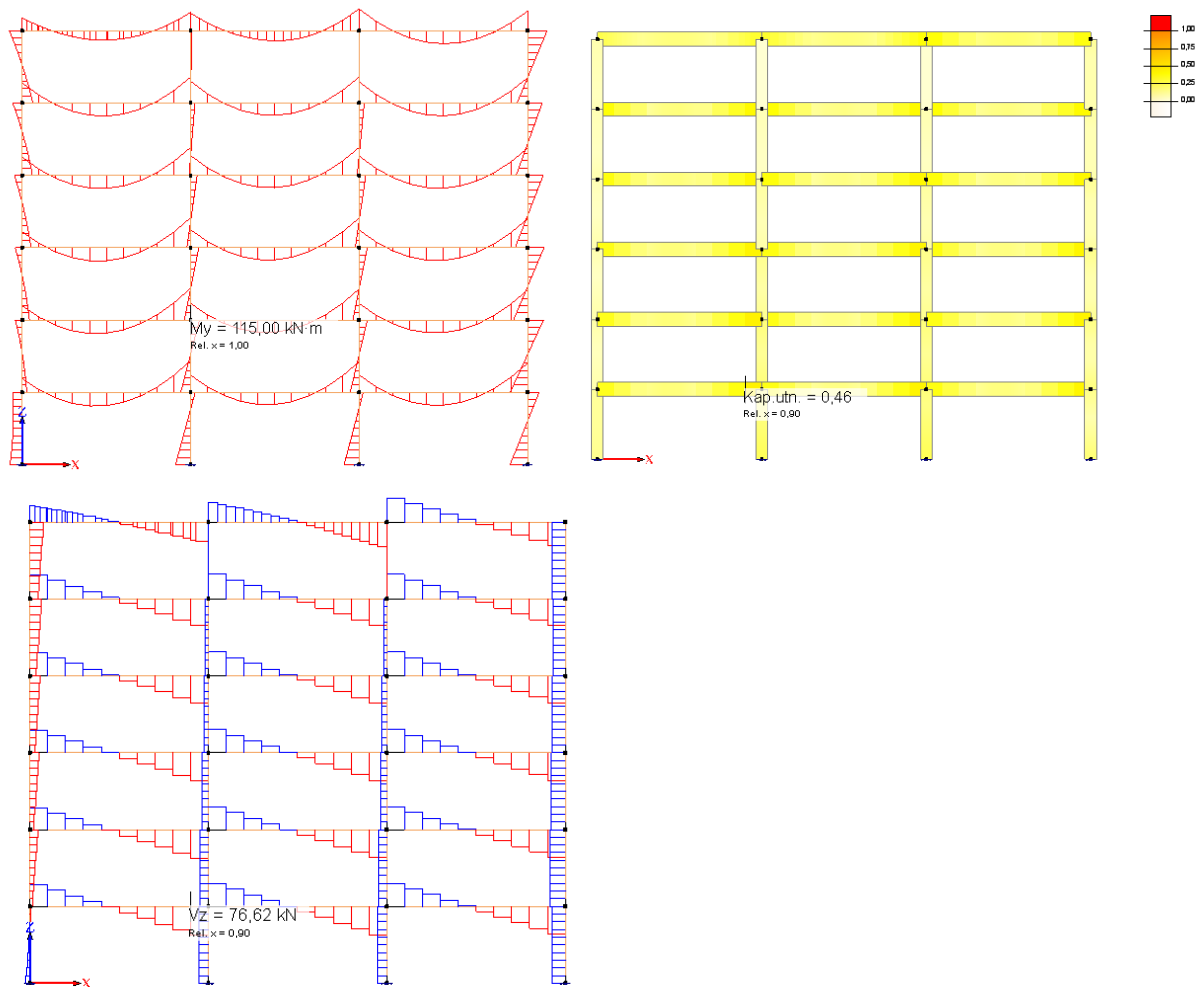 1,00
0,75
0,50
0,25
0,00
My = 115,00 kN·m
Rel. x = 1,00
Kap.utn. = 0,46
Rel. x = 0,90
Z
X
X
Vz = 76,62 kN
Rel. x = 0,90
Z
X